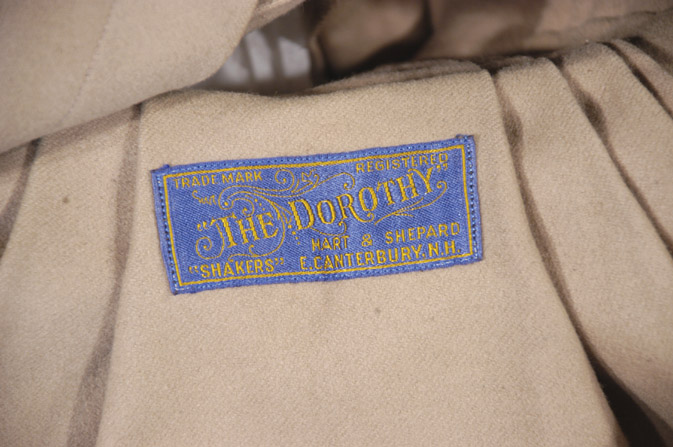 TRADE MARK REGISTERED
"THE DOROTHY"
HART & SHEPARD
"SHAKERS" E. CANTERBURY, N.H.